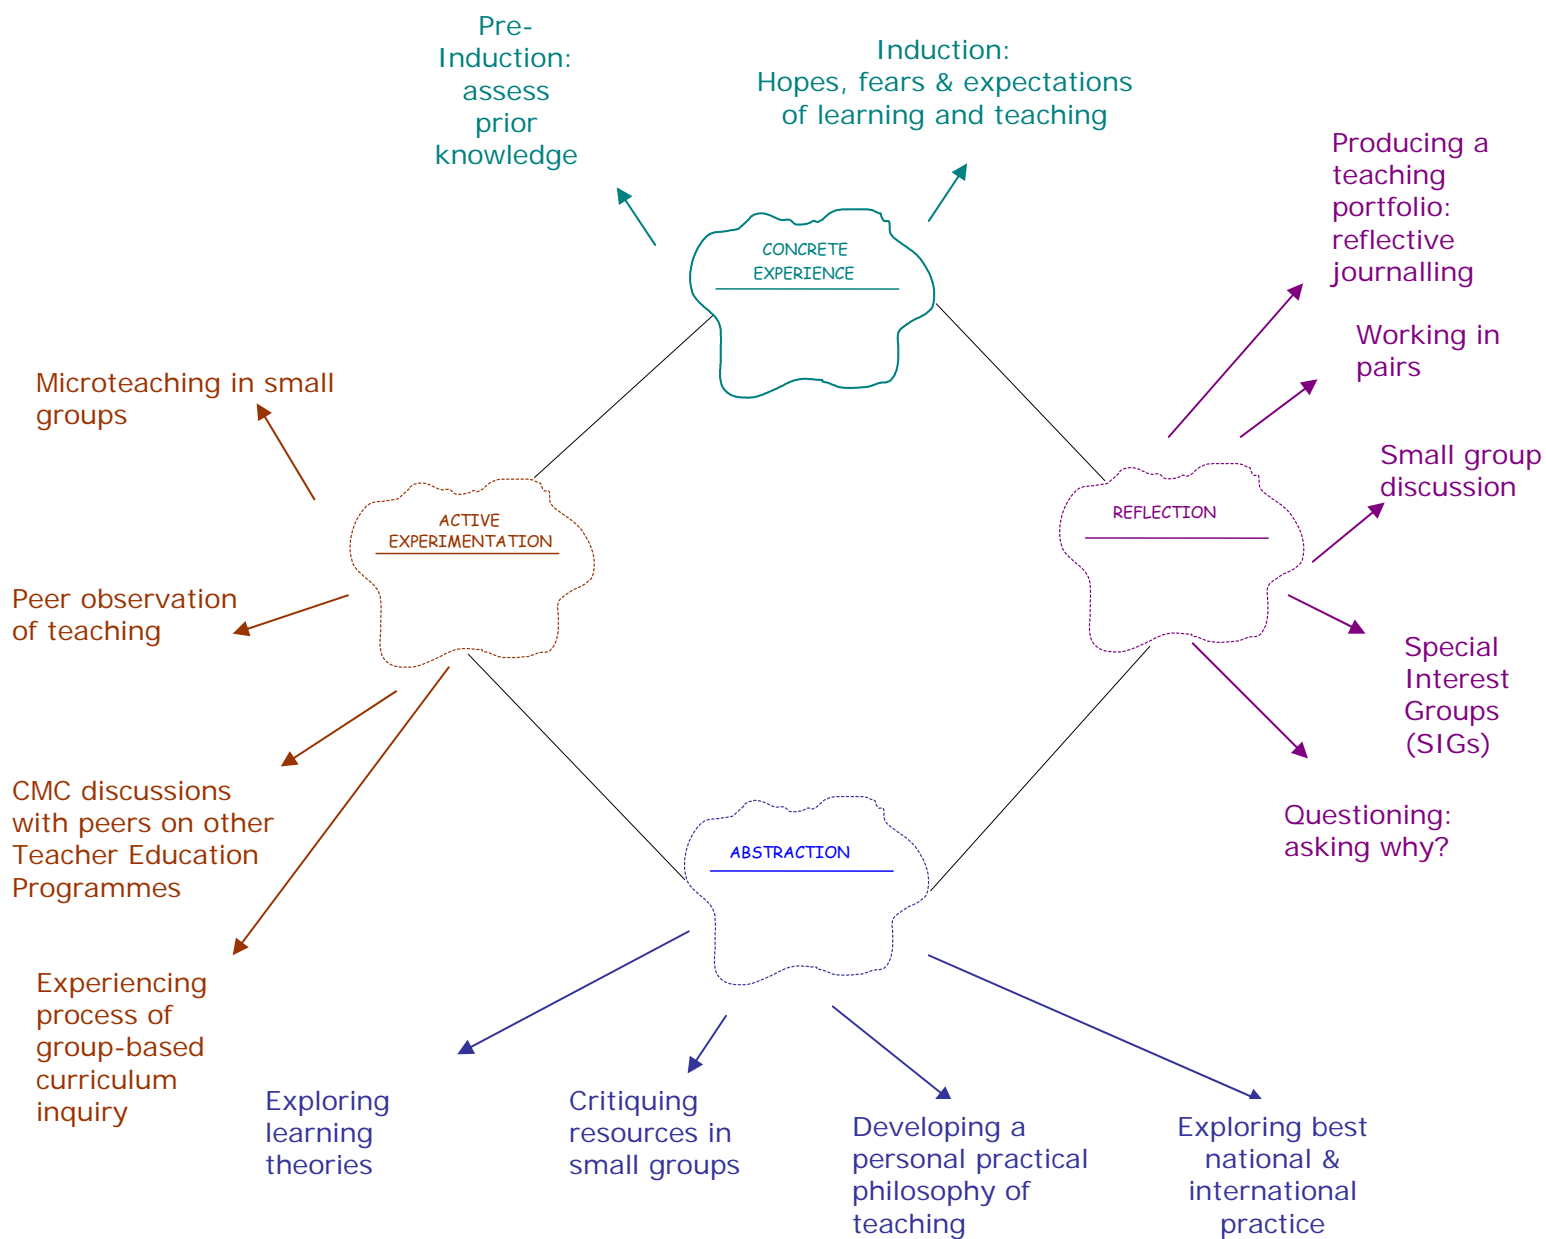 Pre-
Induction:
assess
prior
knowledge
Induction:
Hopes, fears & expectations
of learning and teaching
CONCRETE
EXPERIENCE
Producing a
teaching
portfolio:
reflective
journalling
Working in
pairs
Small group
discussion
REFLECTION
Special
Interest
Groups
(SIGs)
Questioning:
asking why?
Microteaching in small
groups
ACTIVE
EXPERIMENTATION
Peer observation
of teaching
CMC discussions
with peers on other
Teacher Education
Programmes
Experiencing
process of
group-based
curriculum
inquiry
ABSTRACTION
Exploring
learning
theories
Critiquing
resources in
small groups
Developing a
personal practical
philosophy of
teaching
Exploring best
national &
international
practice